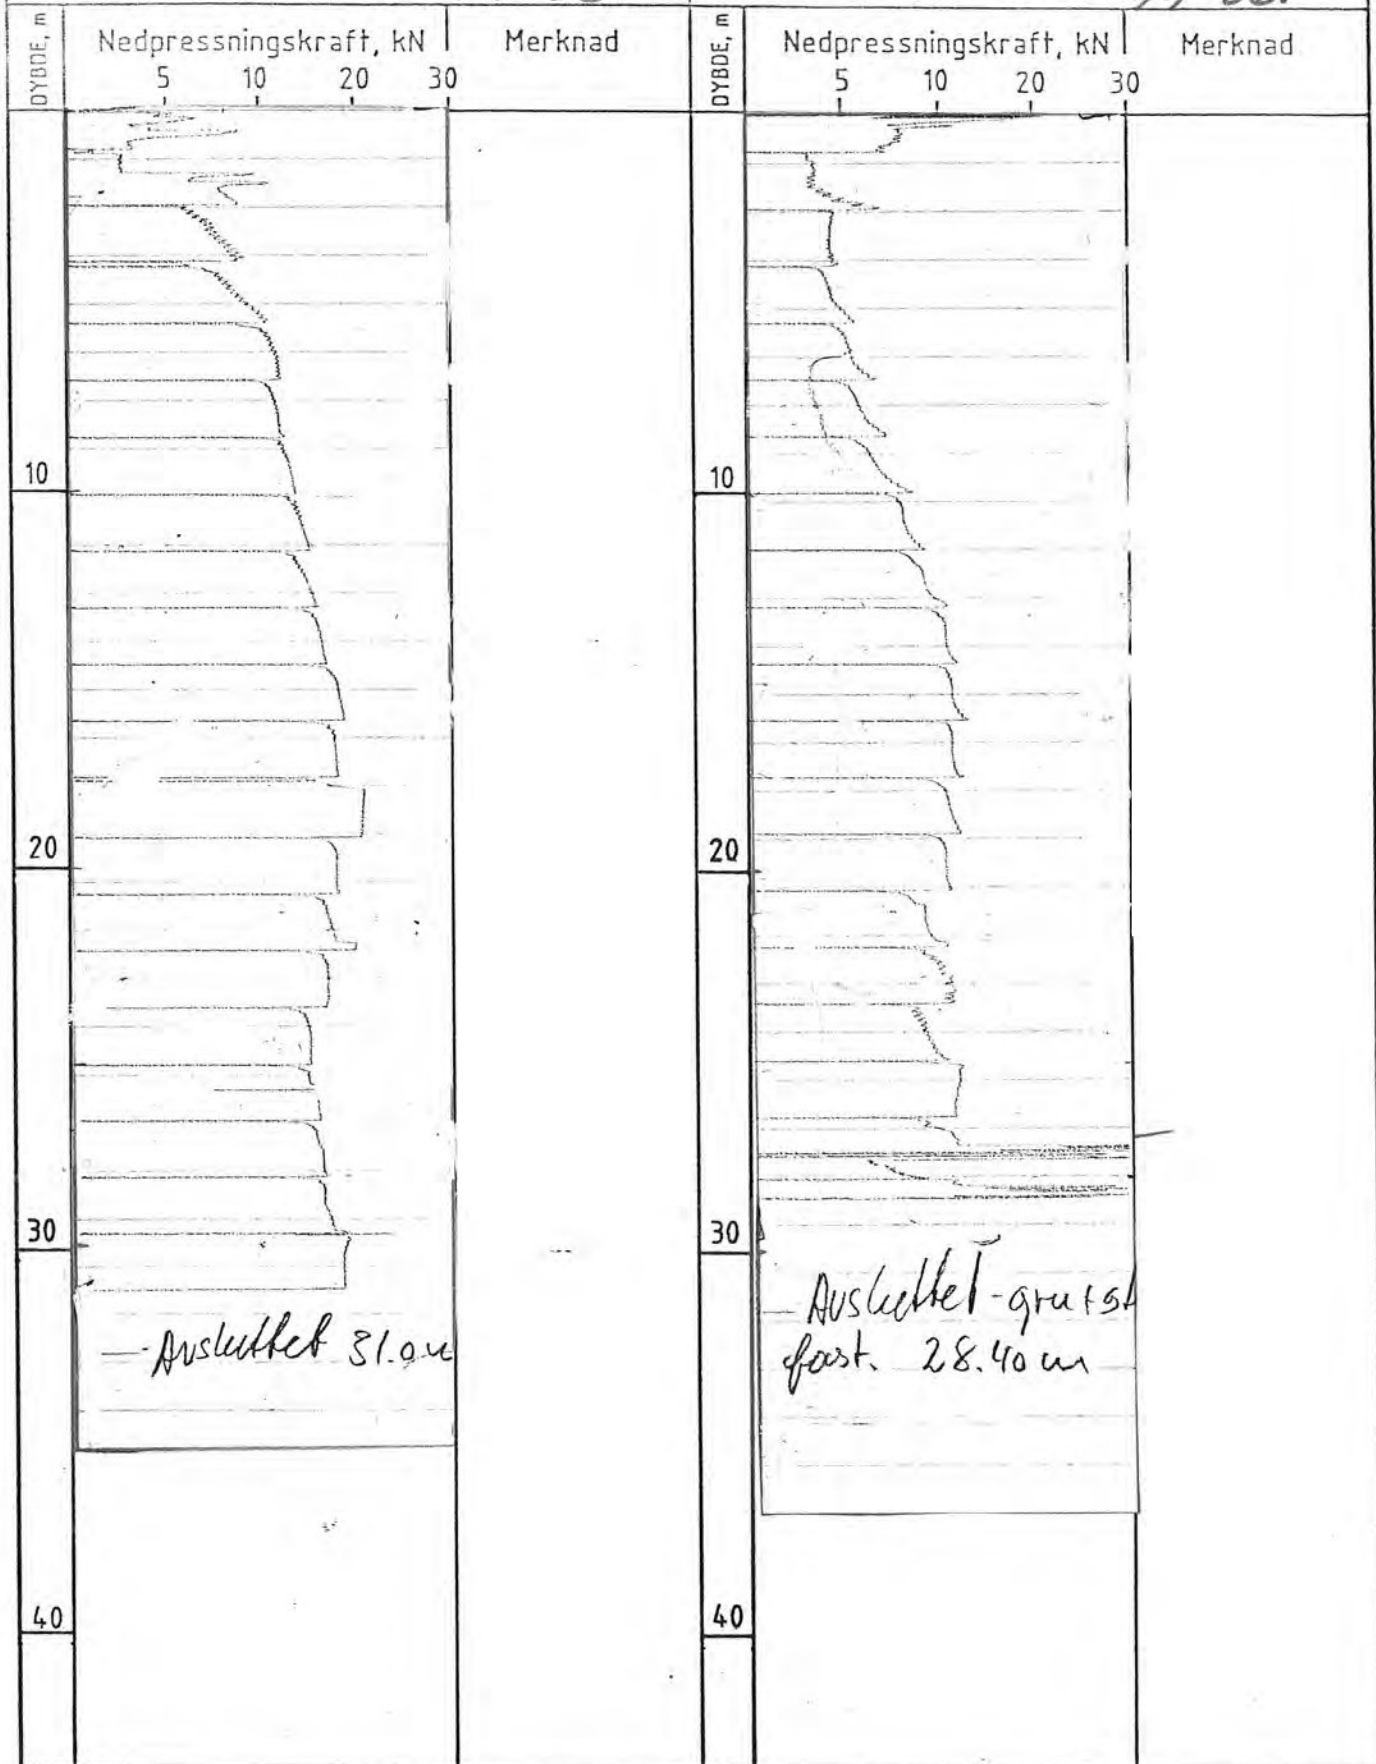 DYBDE, m
Nedpressningskraft, kN
Merknad
5 10 20 30
10
20
30
40
Avsluttet 31.0 m
DYBDE, m
Nedpressningskraft, kN
Merknad
5 10 20 30
10
20
30
40
Avsluttet -
fast. 28.40 m